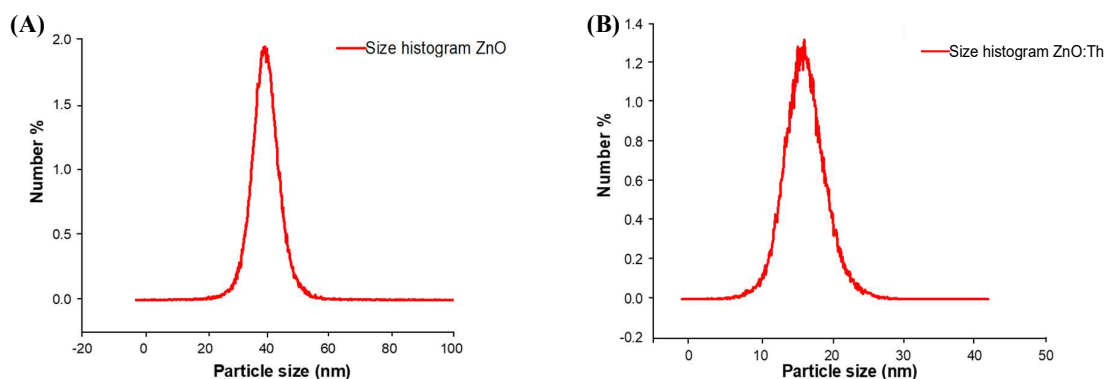 (A)
Size histogram ZnO
Number %
2.0
1.5
1.0
0.5
0.0
-20 0 20 40 60 80 100
Particle size (nm)
(B)
Size histogram ZnO:Th
Number %
1.4
1.2
1.0
0.8
0.6
0.4
0.2
0.0
-0.2
0 10 20 30 40 50
Particle size (nm)